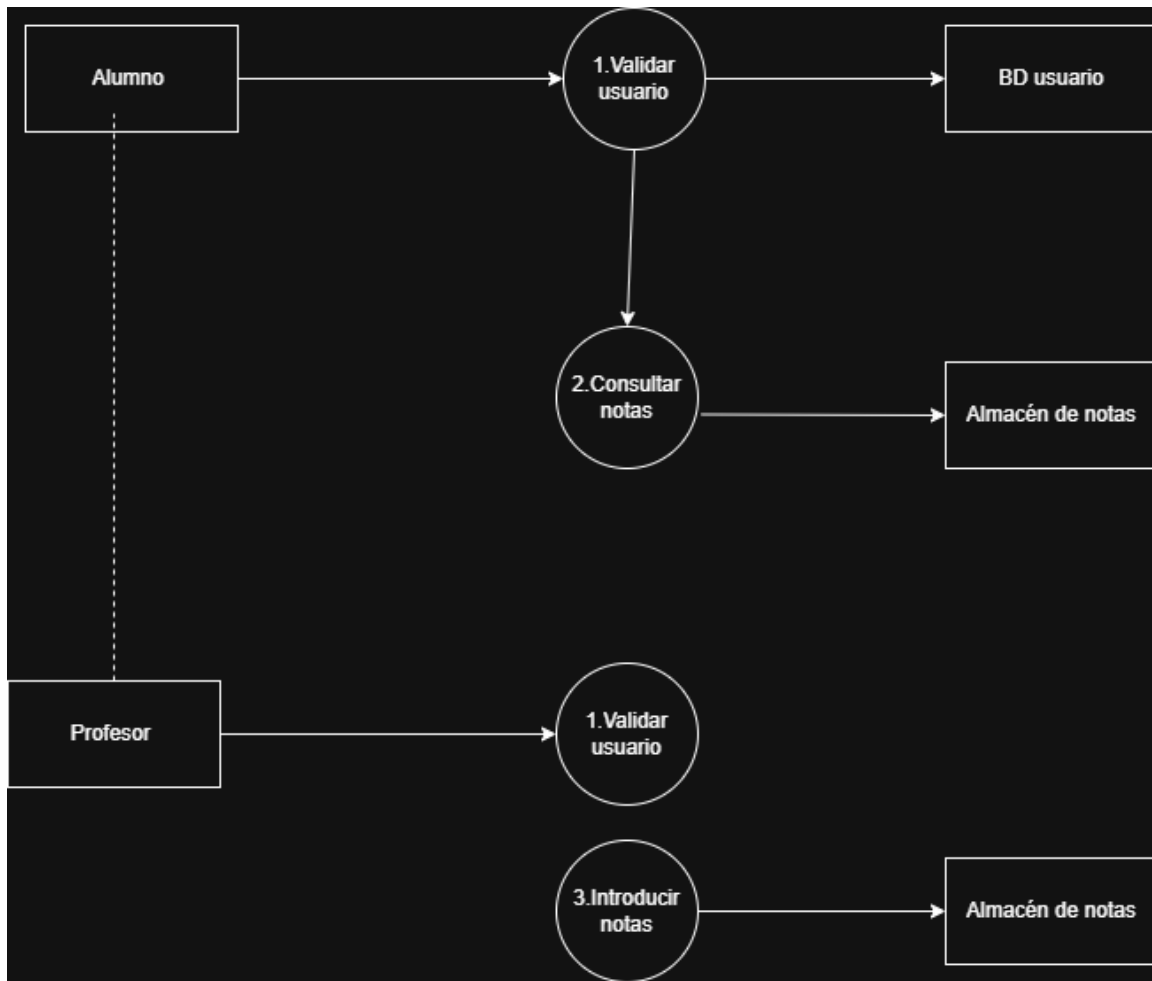 Alumno
1.Validar
usuario
BD usuario
2.Consultar
notas
Almacén de notas
Profesor
1.Validar
usuario
3.Introducir
notas
Almacén de notas